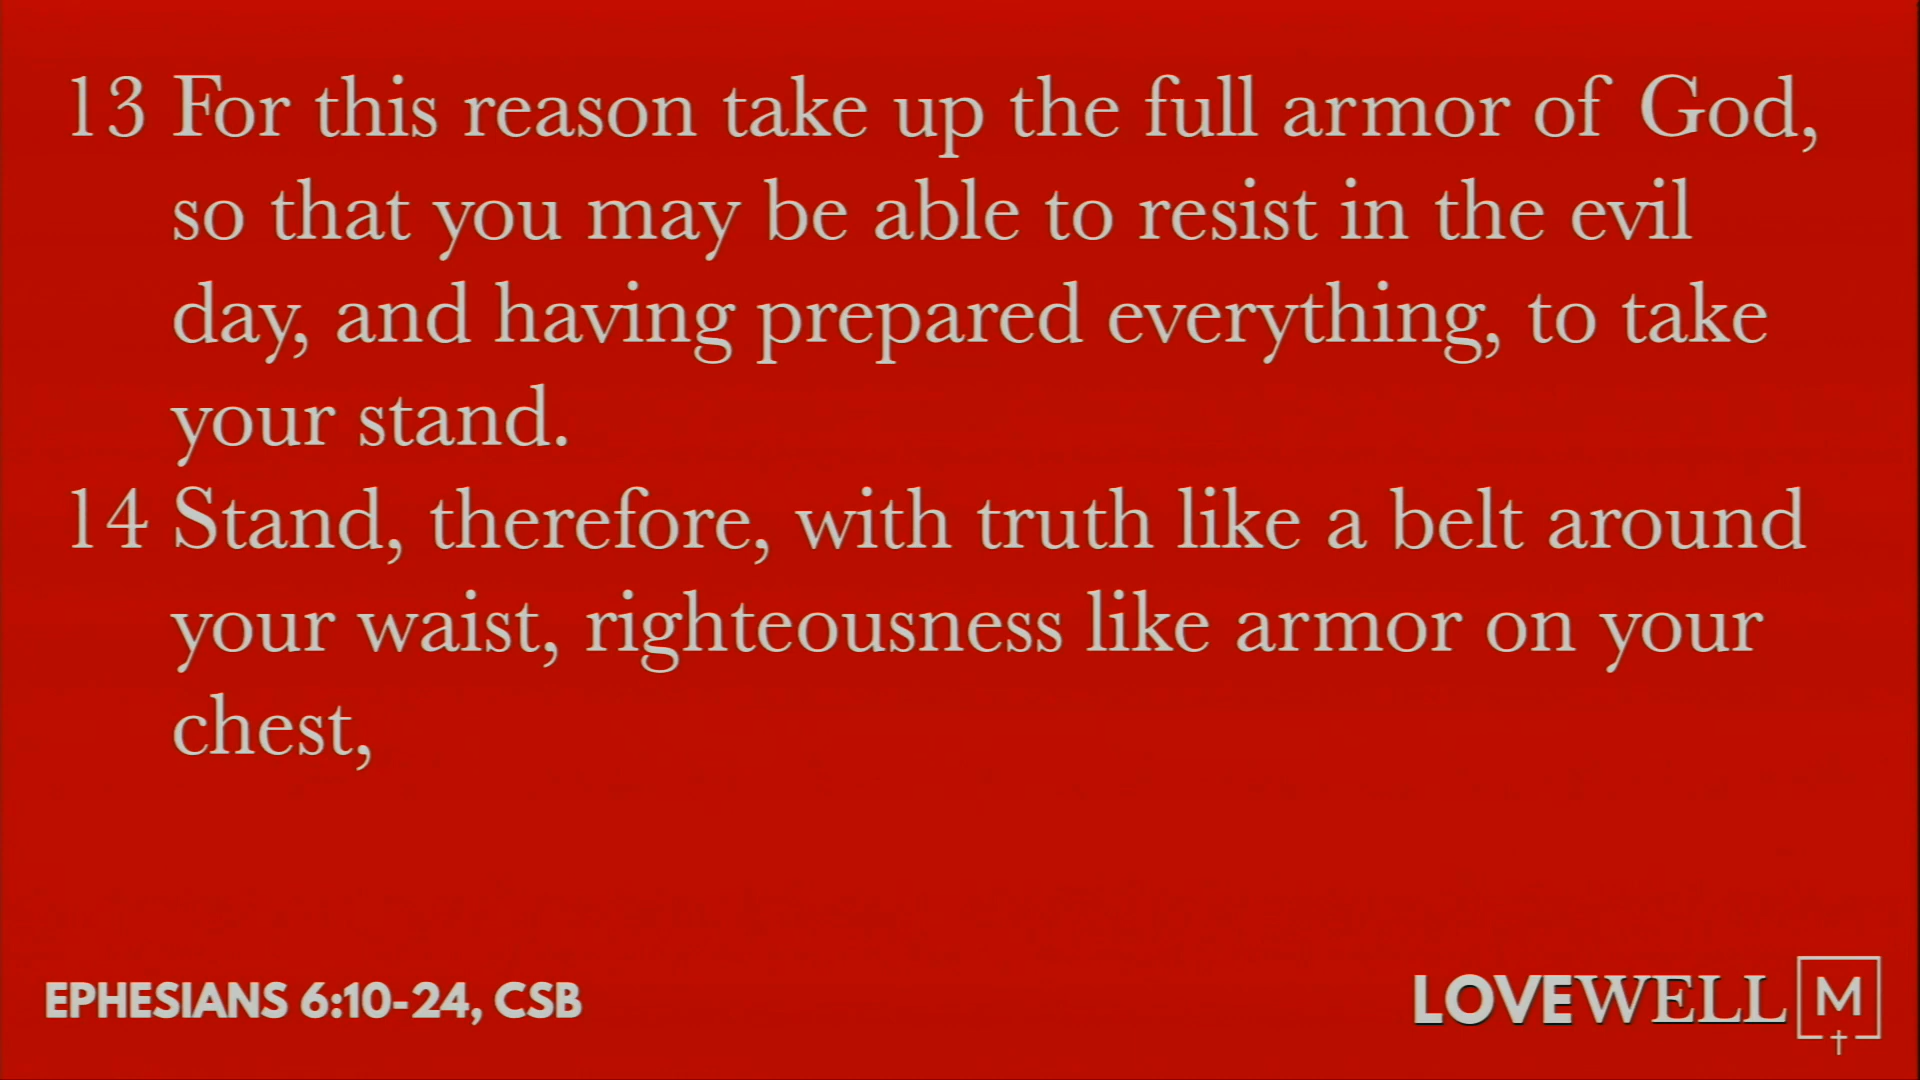 13 For this reason take up the full armor of God,
so that you may be able to resist in the evil
day, and having prepared everything, to take
your stand.
14 Stand, therefore, with truth like a belt around
your waist, righteousness like armor on your
chest,
EPHESIANS 6:10-24, CSB
LOVEWELL M